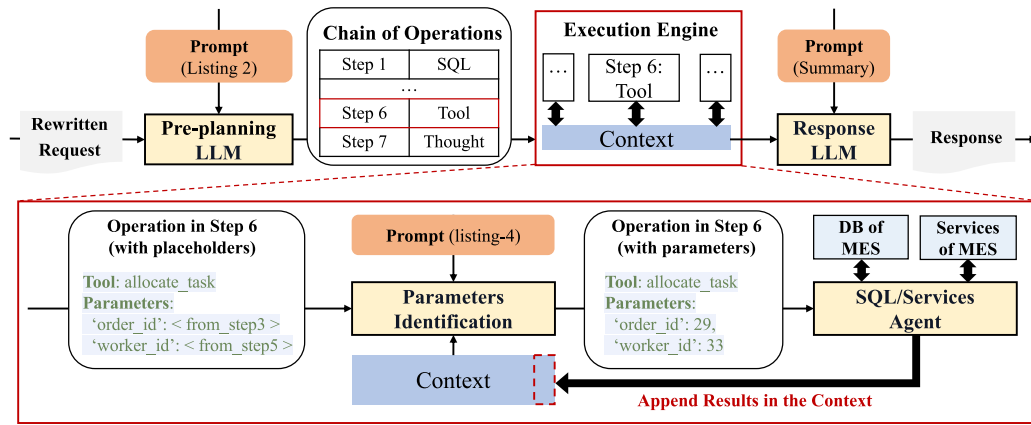 Prompt
(Listing 2)
Chain of Operations
Step 1 SQL
…
Step 6 Tool
Step 7 Thought
Execution Engine
…
Step 6:
Tool
…
Context
Prompt
(Summary)
Rewritten
Request
Pre-planning
LLM
Response
LLM
Response
Operation in Step 6
(with placeholders)
Tool: allocate_task
Parameters:
‘order_id’: < from_step3 >
‘worker_id’: < from_step5 >
Prompt (listing-4)
Parameters
Identification
Context
Operation in Step 6
(with parameters)
Tool: allocate_task
Parameters:
‘order_id’: 29,
‘worker_id’: 33
DB of
MES
Services
of MES
SQL/Services
Agent
Append Results in the Context